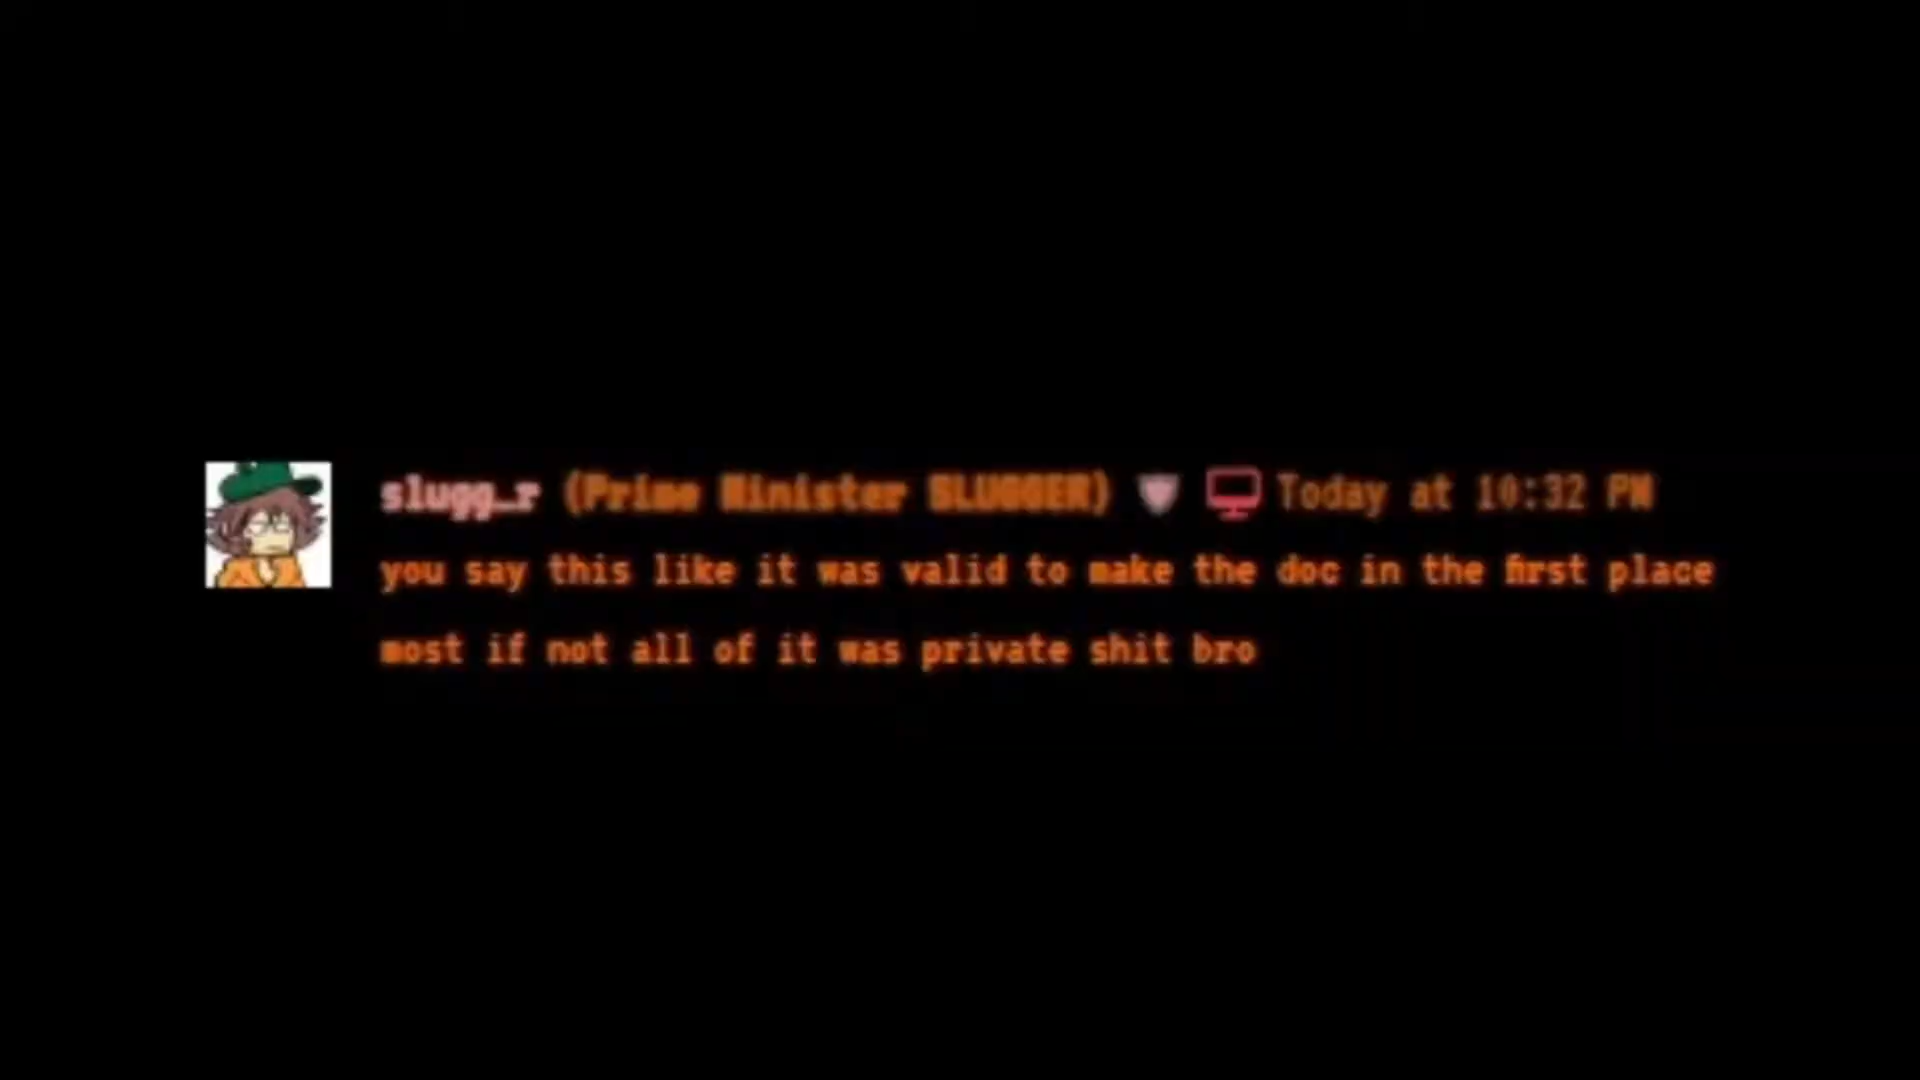 slugg_r (Prime Minister SLUGGER) Today at 10:32 PM
you say this like it was valid to make the doc in the first place
most if not all of it was private shit bro